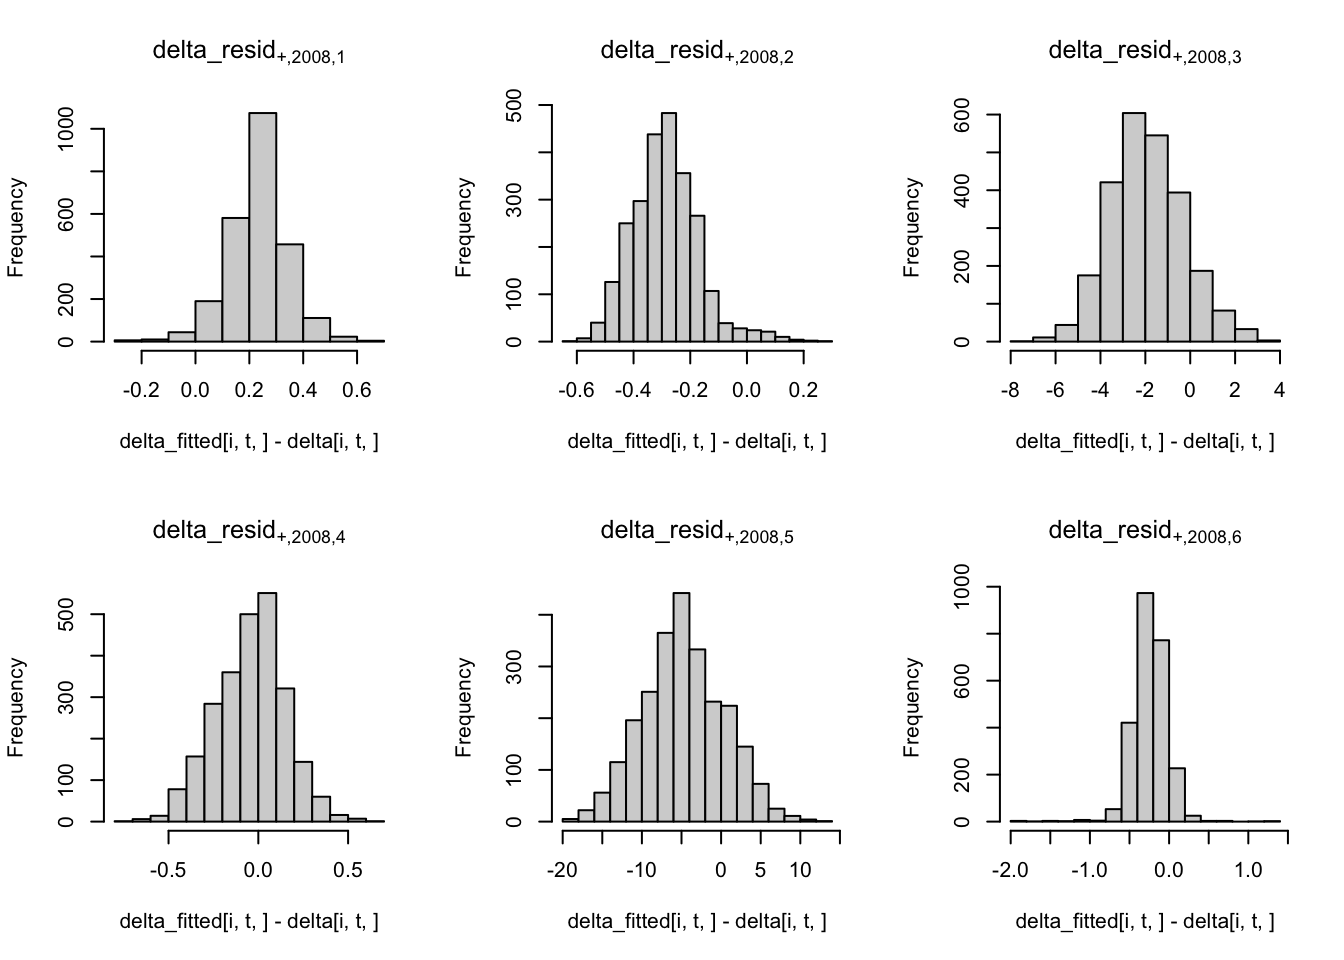 delta_resid+,2008,1
Frequency
0 200 600 1000
-0.2 0.0 0.2 0.4 0.6
delta_fitted[i, t, ] - delta[i, t, ]
delta_resid+,2008,2
Frequency
0 100 300 500
-0.6 -0.4 -0.2 0.0 0.2
delta_fitted[i, t, ] - delta[i, t, ]
delta_resid+,2008,3
Frequency
0 200 400 600
-8 -6 -4 -2 0 2 4
delta_fitted[i, t, ] - delta[i, t, ]
delta_resid+,2008,4
Frequency
0 100 300 500
-0.5 0.0 0.5
delta_fitted[i, t, ] - delta[i, t, ]
delta_resid+,2008,5
Frequency
0 100 300
-20 -10 0 5 10
delta_fitted[i, t, ] - delta[i, t, ]
delta_resid+,2008,6
Frequency
0 200 600 1000
-2.0 -1.0 0.0 1.0
delta_fitted[i, t, ] - delta[i, t, ]